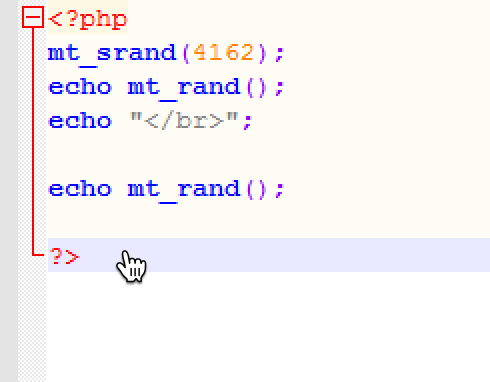 <?php
mt_srand(4162);
echo mt_rand();
echo "</br>";
echo mt_rand();
?>